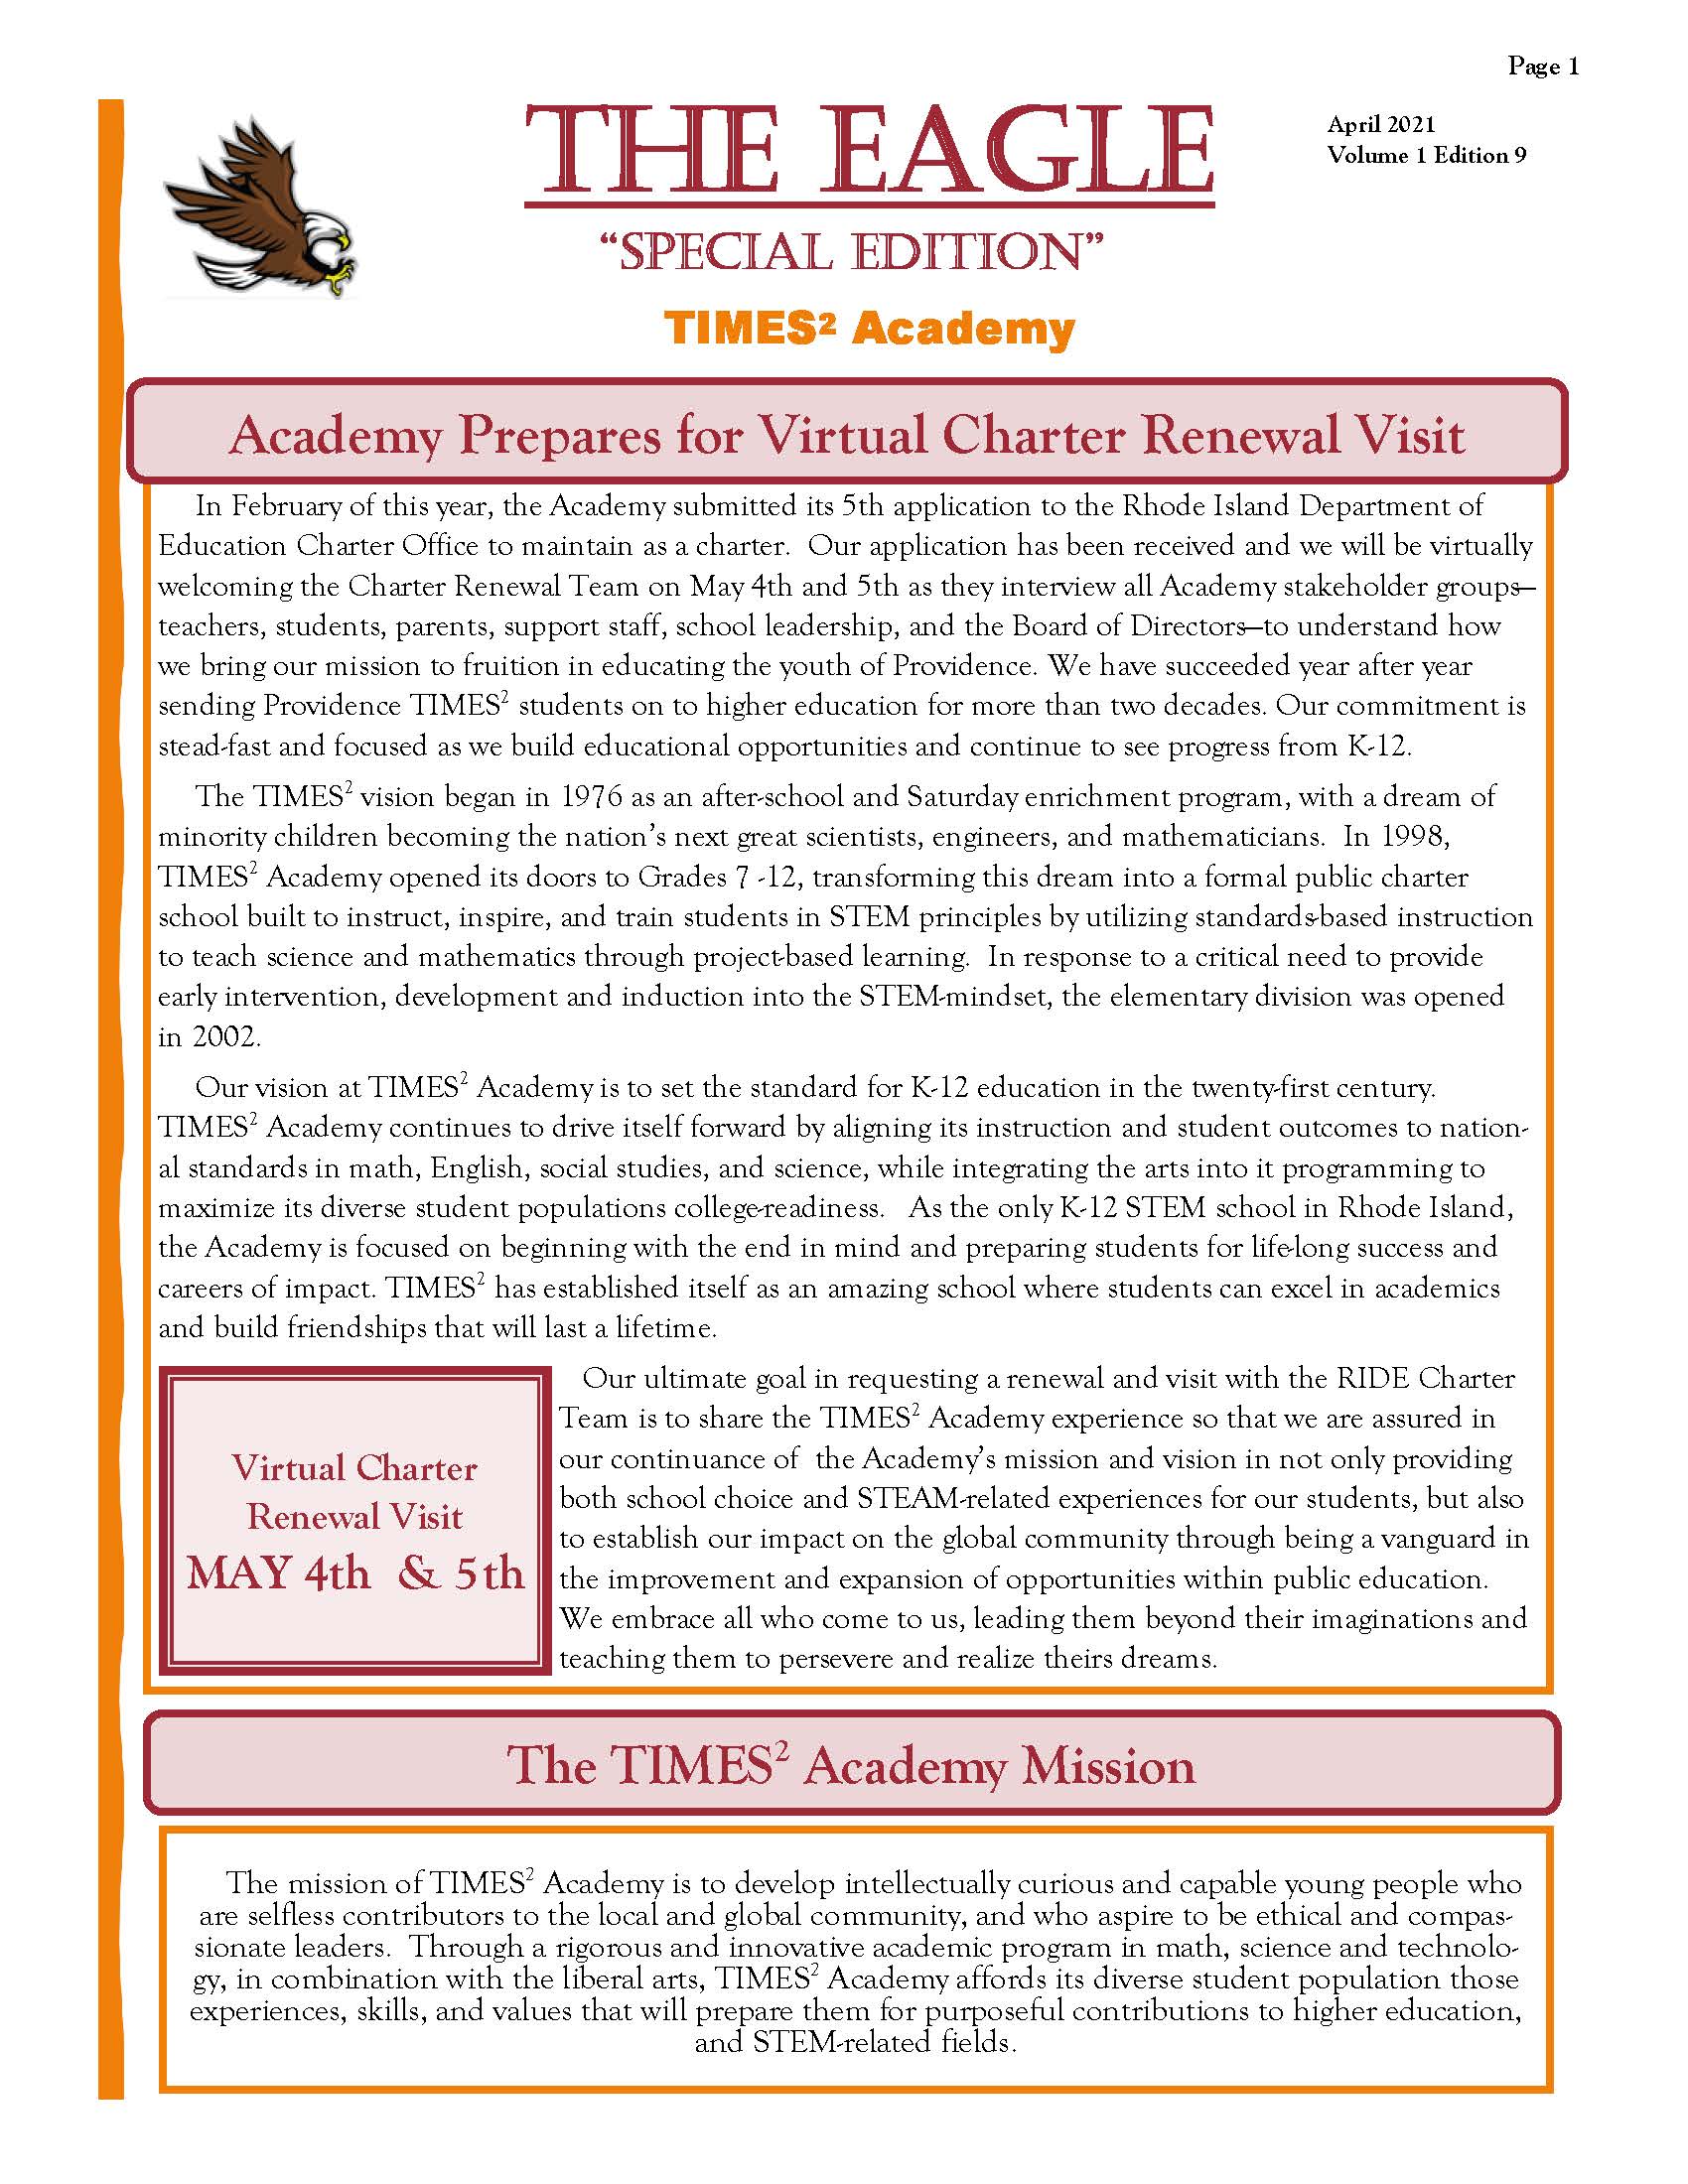 Page 1
THE EAGLE
April 2021
Volume 1 Edition 9
“SPECIAL EDITION”
TIMES² Academy
Academy Prepares for Virtual Charter Renewal Visit
In February of this year, the Academy submitted its 5th application to the Rhode Island Department of
Education Charter Office to maintain as a charter.  Our application has been received and we will be virtually
welcoming the Charter Renewal Team on May 4th and 5th as they interview all Academy stakeholder groups—
teachers, students, parents, support staff, school leadership, and the Board of Directors—to understand how
we bring our mission to fruition in educating the youth of Providence. We have succeeded year after year
sending Providence TIMES² students on to higher education for more than two decades. Our commitment is
stead-fast and focused as we build educational opportunities and continue to see progress from K-12.
The TIMES² vision began in 1976 as an after-school and Saturday enrichment program, with a dream of
minority children becoming the nation’s next great scientists, engineers, and mathematicians.  In 1998,
TIMES² Academy opened its doors to Grades 7 -12, transforming this dream into a formal public charter
school built to instruct, inspire, and train students in STEM principles by utilizing standards-based instruction
to teach science and mathematics through project-based learning.  In response to a critical need to provide
early intervention, development and induction into the STEM-mindset, the elementary division was opened
in 2002.
Our vision at TIMES² Academy is to set the standard for K-12 education in the twenty-first century.
TIMES² Academy continues to drive itself forward by aligning its instruction and student outcomes to nation-
al standards in math, English, social studies, and science, while integrating the arts into it programming to
maximize its diverse student populations college-readiness.   As the only K-12 STEM school in Rhode Island,
the Academy is focused on beginning with the end in mind and preparing students for life-long success and
careers of impact. TIMES² has established itself as an amazing school where students can excel in academics
and build friendships that will last a lifetime.
Virtual Charter
Renewal Visit
MAY 4th  & 5th
Our ultimate goal in requesting a renewal and visit with the RIDE Charter
Team is to share the TIMES² Academy experience so that we are assured in
our continuance of  the Academy’s mission and vision in not only providing
both school choice and STEAM-related experiences for our students, but also
to establish our impact on the global community through being a vanguard in
the improvement and expansion of opportunities within public education.
We embrace all who come to us, leading them beyond their imaginations and
teaching them to persevere and realize theirs dreams.
The TIMES² Academy Mission
The mission of TIMES² Academy is to develop intellectually curious and capable young people who
are selfless contributors to the local and global community, and who aspire to be ethical and compas-
sionate leaders.  Through a rigorous and innovative academic program in math, science and technolo-
gy, in combination with the liberal arts, TIMES² Academy affords its diverse student population those
experiences, skills, and values that will prepare them for purposeful contributions to higher education,
and STEM-related fields.